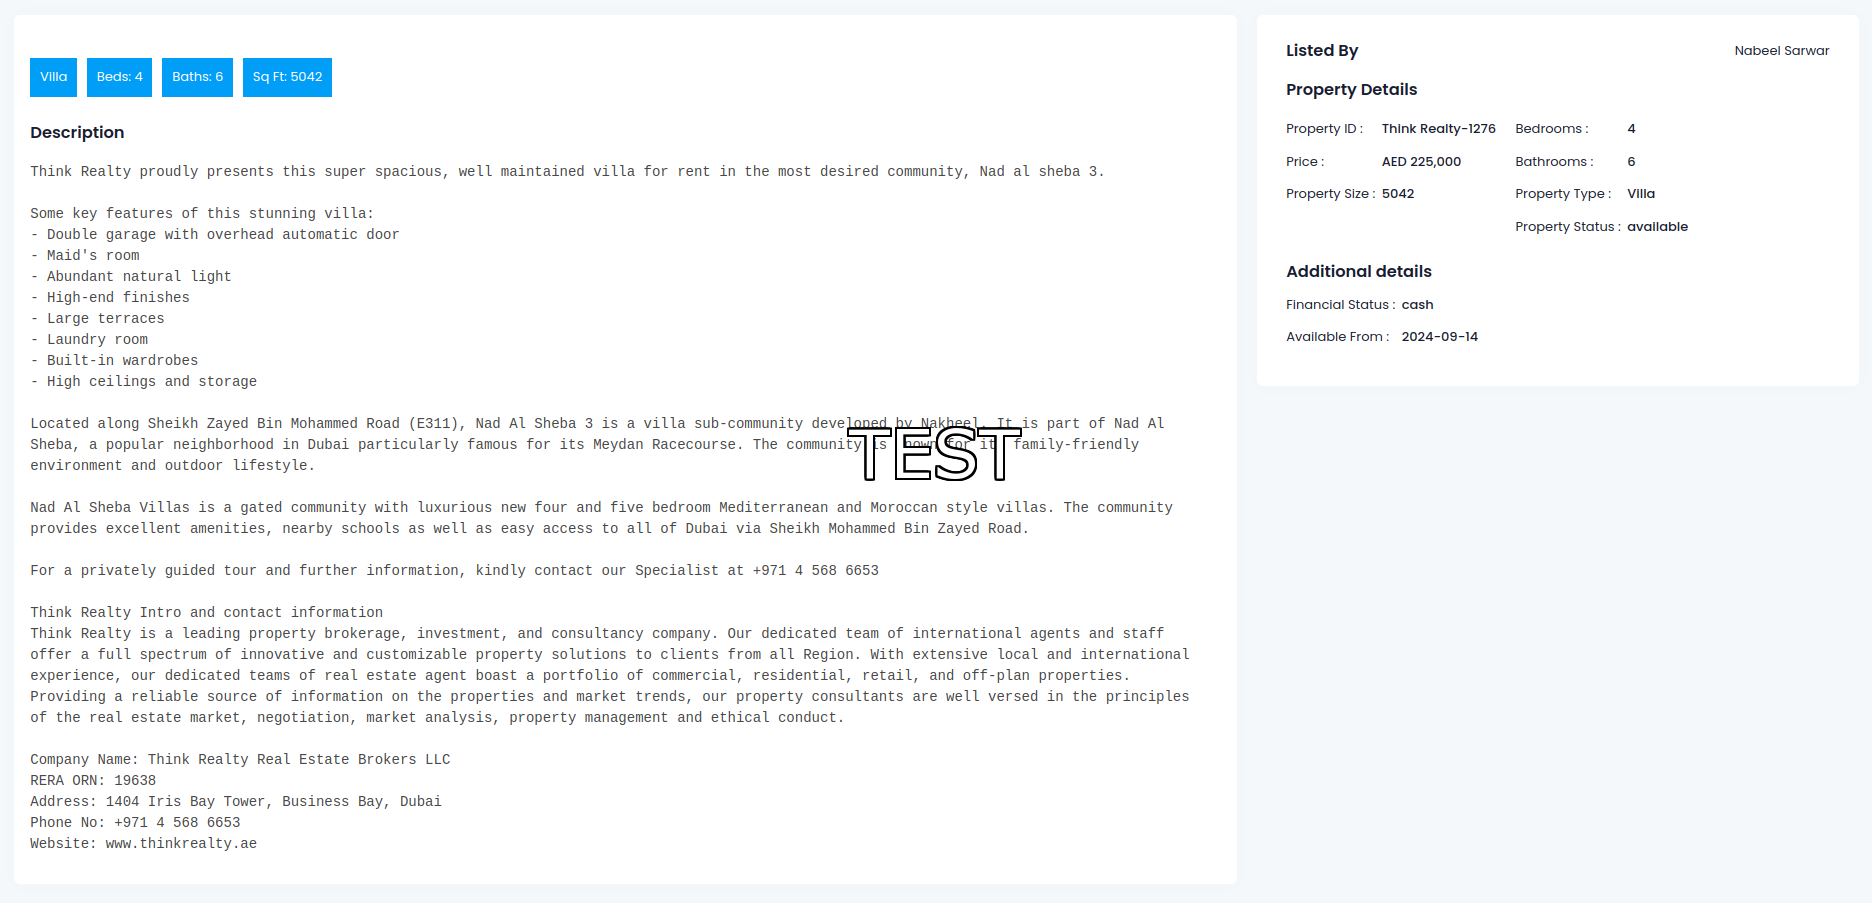 Villa
Beds: 4
Baths: 6
Sq Ft: 5042
Description
Think Realty proudly presents this super spacious, well maintained villa for rent in the most desired community, Nad al sheba 3.
Some key features of this stunning villa:
- Double garage with overhead automatic door
- Maid's room
- Abundant natural light
- High-end finishes
- Large terraces
- Laundry room
- Built-in wardrobes
- High ceilings and storage
Located along Sheikh Zayed Bin Mohammed Road (E311), Nad Al Sheba 3 is a villa sub-community developed by Nakheel. It is part of Nad Al
Sheba, a popular neighborhood in Dubai particularly famous for its Meydan Racecourse. The community is for family-friendly
environment and outdoor lifestyle.
TEST
Nad Al Sheba Villas is a gated community with luxurious new four and five bedroom Mediterranean and Moroccan style villas. The community
provides excellent amenities, nearby schools as well as easy access to all of Dubai via Sheikh Mohammed Bin Zayed Road.
For a privately guided tour and further information, kindly contact our Specialist at +971 4 568 6653
Think Realty Intro and contact information
Think Realty is a leading property brokerage, investment, and consultancy company. Our dedicated team of international agents and staff
offer a full spectrum of innovative and customizable property solutions to clients from all Region. With extensive local and international
experience, our dedicated teams of real estate agent boast a portfolio of commercial, residential, retail, and off-plan properties.
Providing a reliable source of information on the properties and market trends, our property consultants are well versed in the principles
of the real estate market, negotiation, market analysis, property management and ethical conduct.
Company Name: Think Realty Real Estate Brokers LLC
RERA ORN: 19638
Address: 1404 Iris Bay Tower, Business Bay, Dubai
Phone No: +971 4 568 6653
Website: www.thinkrealty.ae
Listed By Nabeel Sarwar
Property Details
Property ID : Think Realty-1276 Bedrooms : 4
Price : AED 225,000 Bathrooms : 6
Property Size : 5042 Property Type : Villa
Property Status : available
Additional details
Financial Status : cash
Available From : 2024-09-14